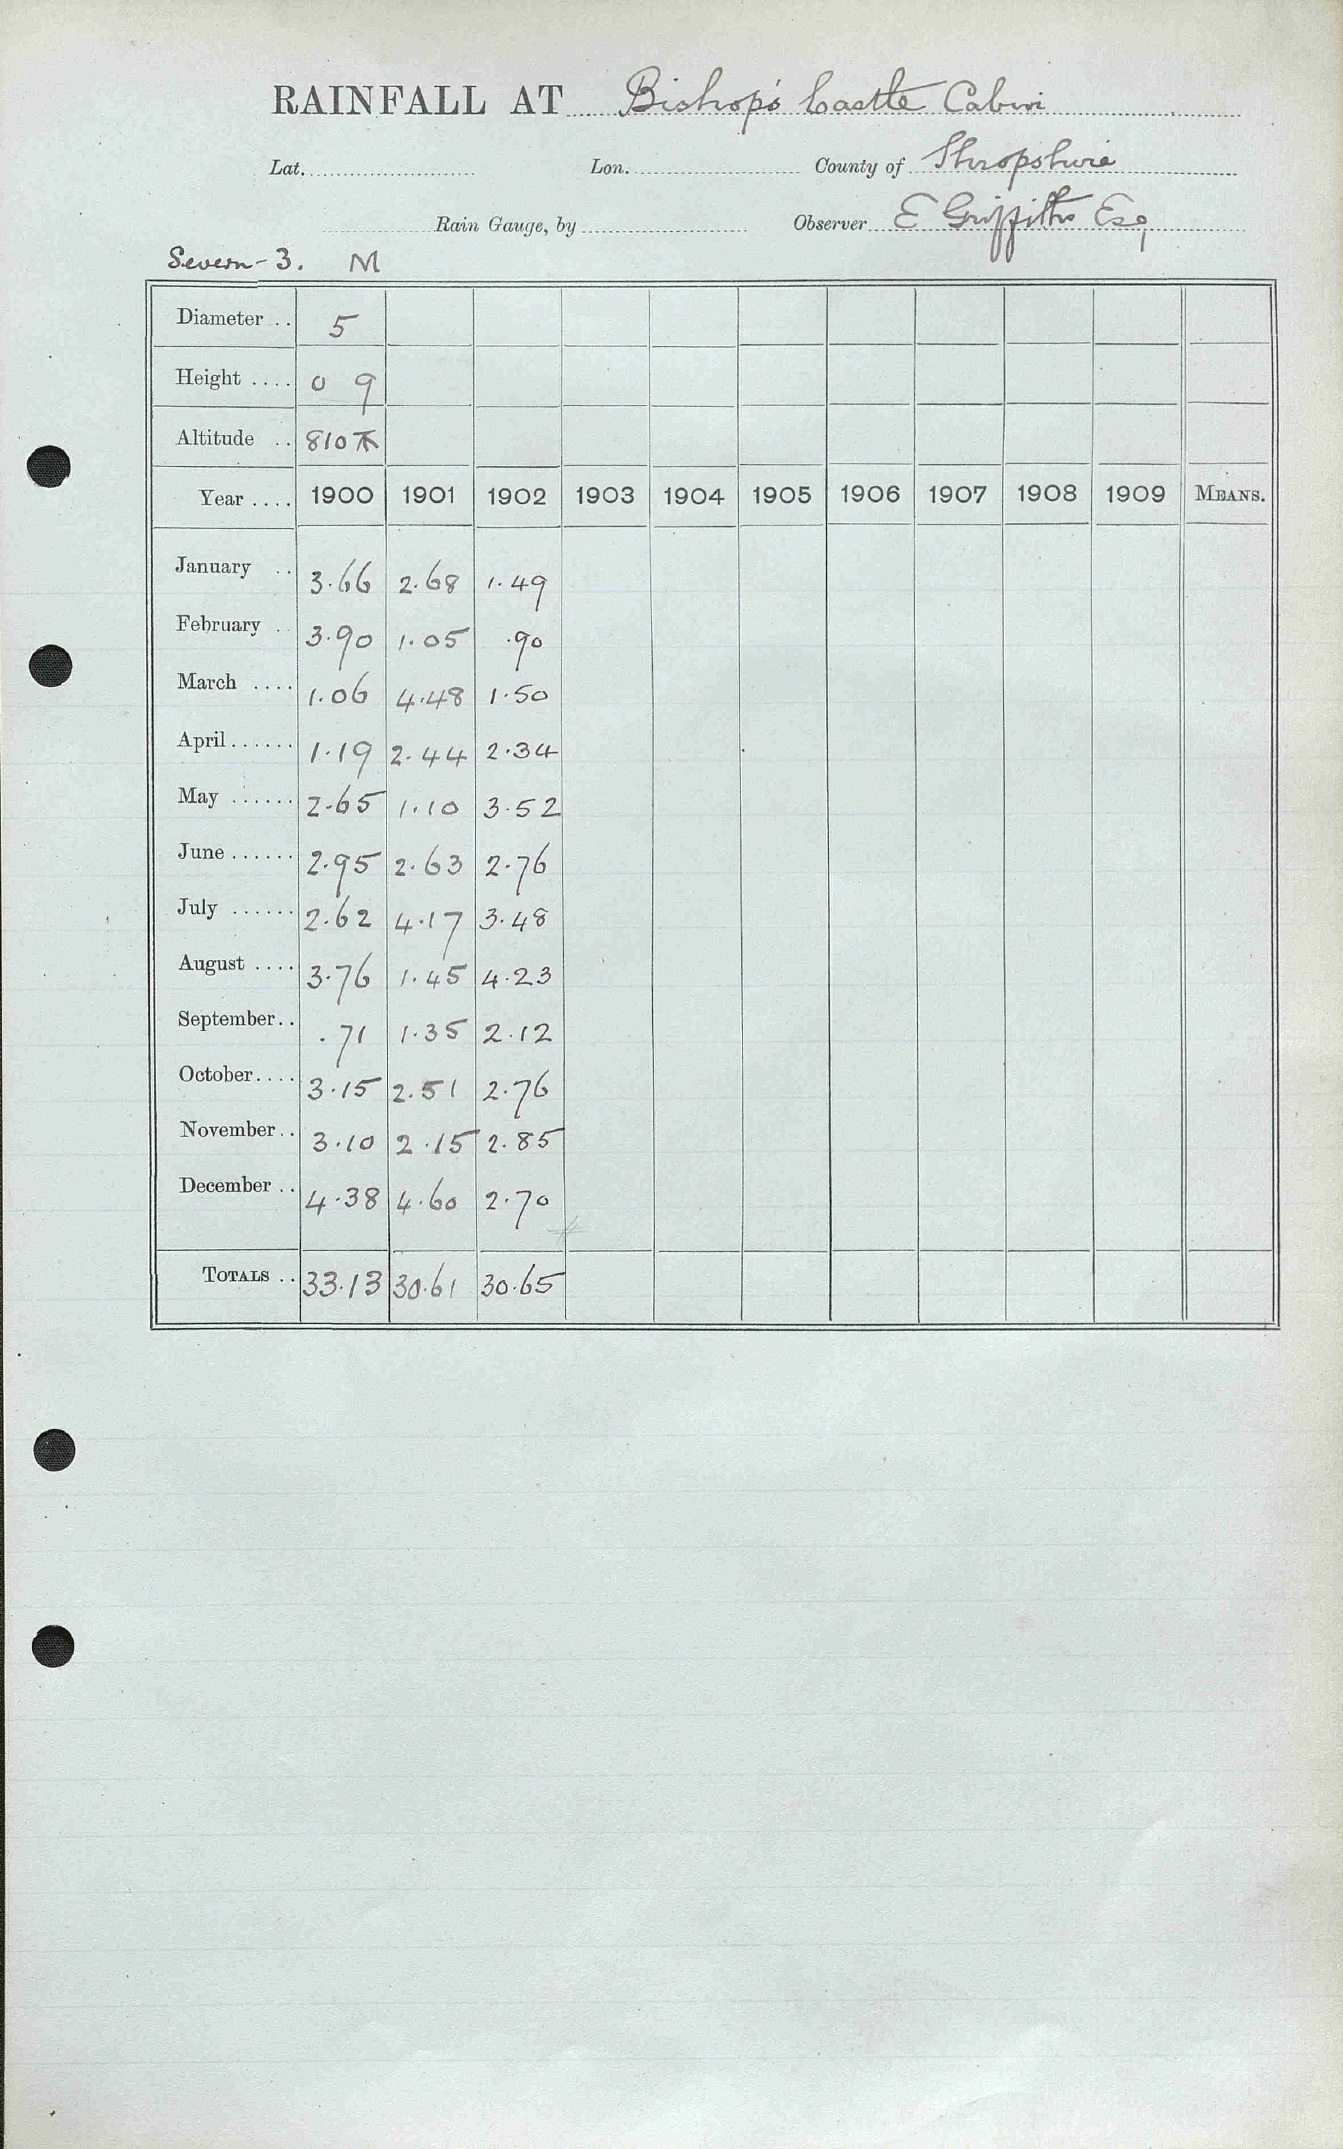 RAINFALL AT Bishop's Castle Cabin
Lat. Lon. County of Shropshire
Rain Gauge, by Observer E Griffiths Esq
Severn - 3. M
Diameter .. 5
Height .... 0 9
Altitude .. 810
Year .... 1900 1901 1902 1903 1904 1905 1906 1907 1908 1909 MEANS.
January .. 3.66 2.68 1.49
February .. 3.90 1.05 .90
March .... 1.06 4.48 1.50
April ...... 1.19 2.44 2.34
May ...... 2.65 1.10 3.52
June ...... 2.95 2.63 2.76
July ...... 2.62 4.17 3.48
August .... 3.76 1.45 4.23
September .. .71 1.35 2.12
October .... 3.15 2.51 2.76
November .. 3.10 2.15 2.85
December .. 4.38 4.60 2.70
TOTALS .. 33.13 30.61 30.65